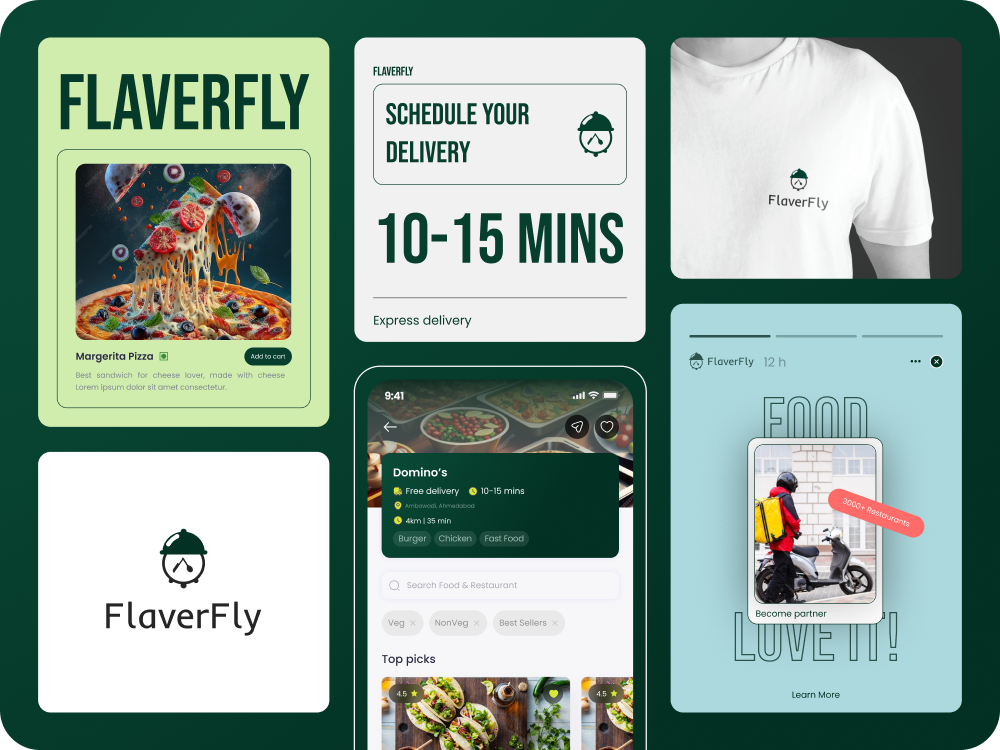 FLAVERFLY
Margerita Pizza
Add to cart
Best sandwich for cheese lover, made with cheese
Lorem ipsum dolor sit amet consectetur.
FlaverFly
FLAVERFLY
SCHEDULE YOUR
DELIVERY
10-15 MINS
Express delivery
9:41
Domino's
Free delivery
10-15 mins
Ambawadi, Ahmedabad
4km | 35 min
Burger
Chicken
Fast Food
Search Food & Restaurant
Veg
NonVeg
Best Sellers
Top picks
4.5
4.5
FlaverFly
FlaverFly
12 h
FOOD
3000+ Restaurants
Become partner
LOVE IT!
Learn More